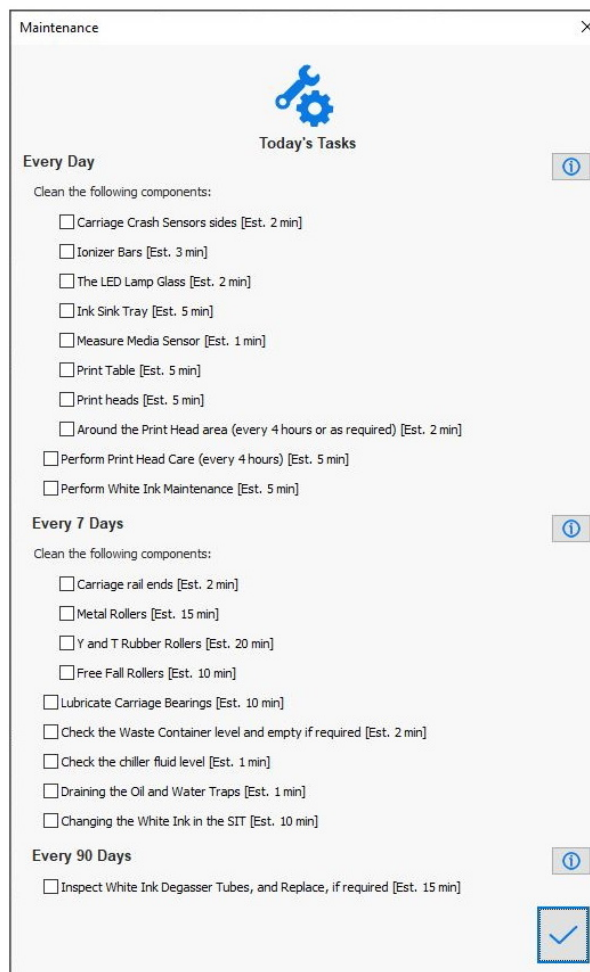 Maintenance
Today's Tasks
Every Day
Clean the following components:
Carriage Crash Sensors sides [Est. 2 min]
Ionizer Bars [Est. 3 min]
The LED Lamp Glass [Est. 2 min]
Ink Sink Tray [Est. 5 min]
Measure Media Sensor [Est. 1 min]
Print Table [Est. 5 min]
Print heads [Est. 5 min]
Around the Print Head area (every 4 hours or as required) [Est. 2 min]
Perform Print Head Care (every 4 hours) [Est. 5 min]
Perform White Ink Maintenance [Est. 5 min]
Every 7 Days
Clean the following components:
Carriage rail ends [Est. 2 min]
Metal Rollers [Est. 15 min]
Y and T Rubber Rollers [Est. 20 min]
Free Fall Rollers [Est. 10 min]
Lubricate Carriage Bearings [Est. 10 min]
Check the Waste Container level and empty if required [Est. 2 min]
Check the chiller fluid level [Est. 1 min]
Draining the Oil and Water Traps [Est. 1 min]
Changing the White Ink in the SIT [Est. 10 min]
Every 90 Days
Inspect White Ink Degasser Tubes, and Replace, if required [Est. 15 min]